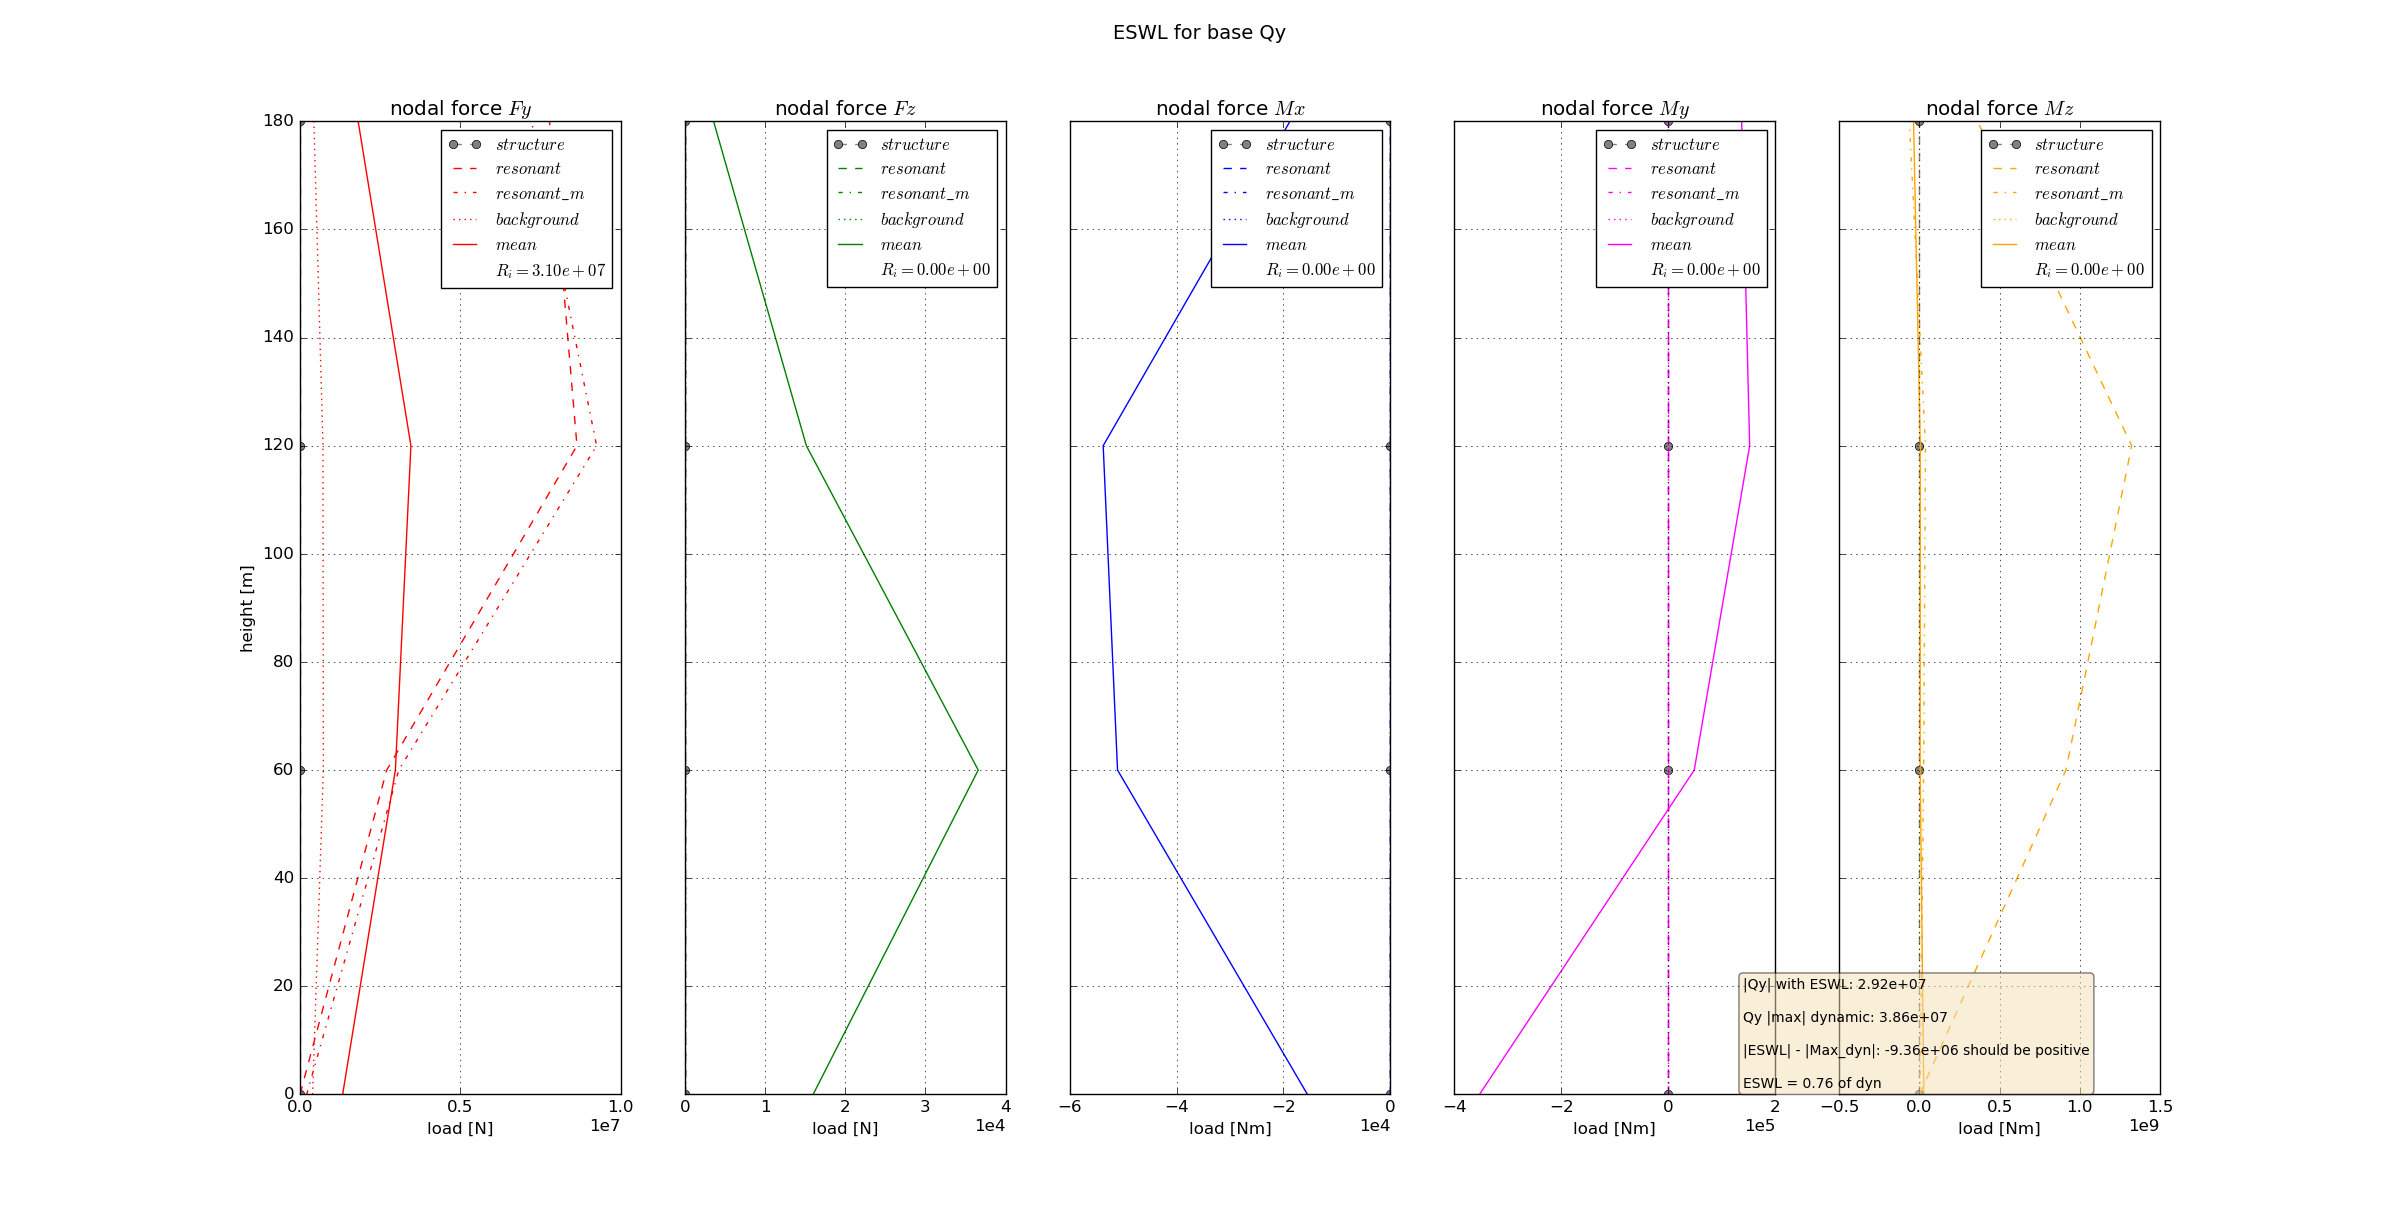 ESWL for base Qy
nodal force Fy
nodal force Fz
nodal force Mx
nodal force My
nodal force Mz
structure
resonant
resonant_m
background
mean
R_i = 3.10e + 07
structure
resonant
resonant_m
background
mean
R_i = 0.00e + 00
structure
resonant
resonant_m
background
mean
R_i = 0.00e + 00
structure
resonant
resonant_m
background
mean
R_i = 0.00e + 00
structure
resonant
resonant_m
background
mean
R_i = 0.00e + 00
height [m]
180
160
140
120
100
80
60
40
20
0
0.0 0.5 1.0
1e7
load [N]
0 1 2 3 4
1e4
load [N]
−6 −4 −2 0
1e4
load [Nm]
−4 −2 0 2
1e5
load [Nm]
−0.5 0.0 0.5 1.0 1.5
1e9
load [Nm]
|Qy| with ESWL: 2.92e+07
Qy |max| dynamic: 3.86e+07
|ESWL| - |Max_dyn|: -9.36e+06 should be positive
ESWL = 0.76 of dyn